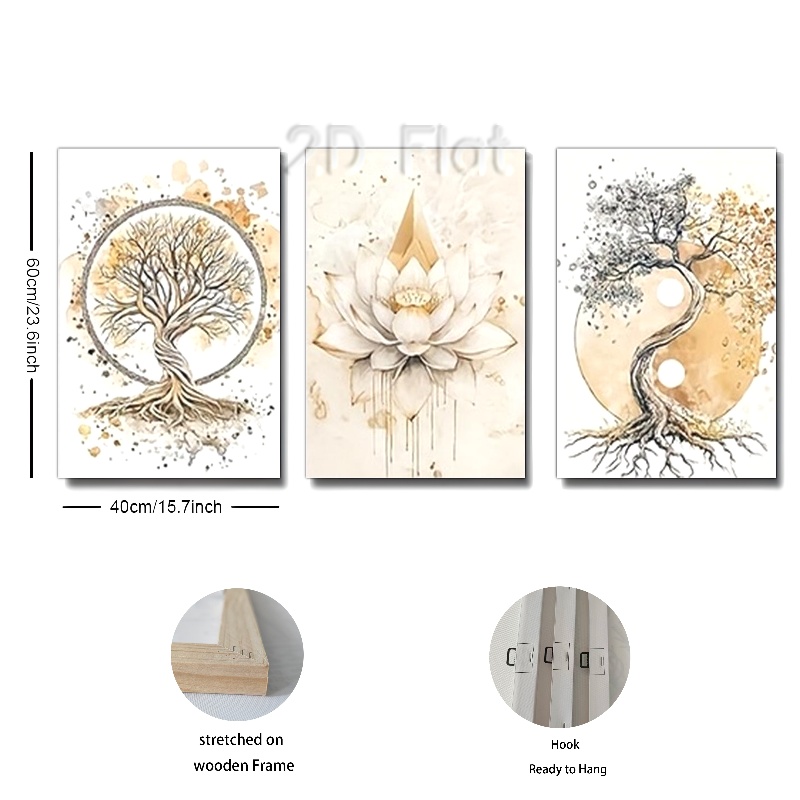 2D Flat
60cm/23.6inch
40cm/15.7inch
stretched on
wooden Frame
Hook
Ready to Hang